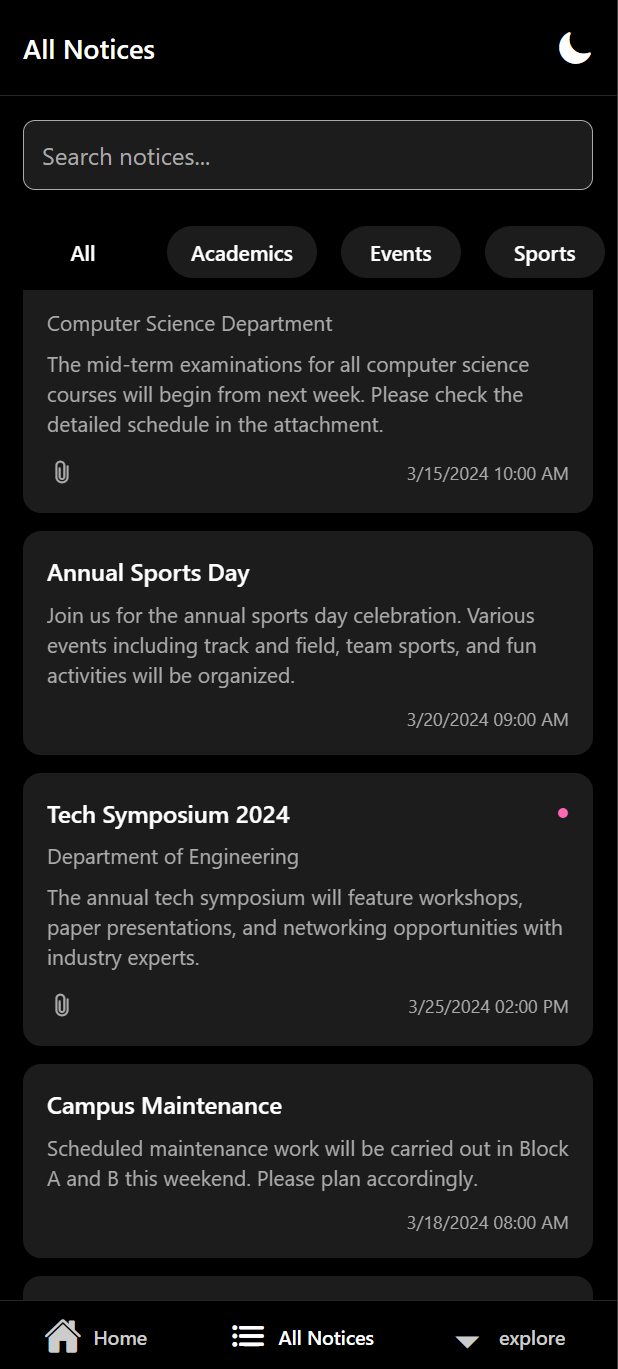 All Notices
Search notices...
All Academics Events Sports
Computer Science Department
The mid-term examinations for all computer science
courses will begin from next week. Please check the
detailed schedule in the attachment.
3/15/2024 10:00 AM
Annual Sports Day
Join us for the annual sports day celebration. Various
events including track and field, team sports, and fun
activities will be organized.
3/20/2024 09:00 AM
Tech Symposium 2024
Department of Engineering
The annual tech symposium will feature workshops,
paper presentations, and networking opportunities with
industry experts.
3/25/2024 02:00 PM
Campus Maintenance
Scheduled maintenance work will be carried out in Block
A and B this weekend. Please plan accordingly.
3/18/2024 08:00 AM
Home All Notices explore